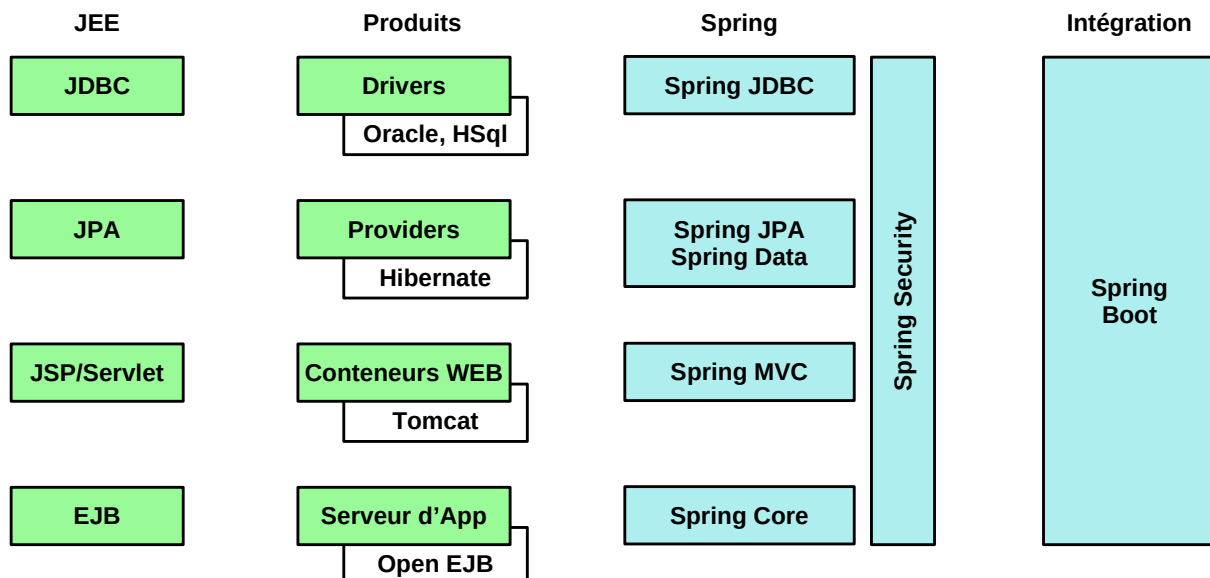 JEE
Produits
Spring
Intégration
JDBC
Drivers
Oracle, HSql
Spring JDBC
JPA
Providers
Hibernate
Spring JPA
Spring Data
Spring Security
Spring
Boot
JSP/Servlet
Conteneurs WEB
Tomcat
Spring MVC
EJB
Serveur d’App
Open EJB
Spring Core